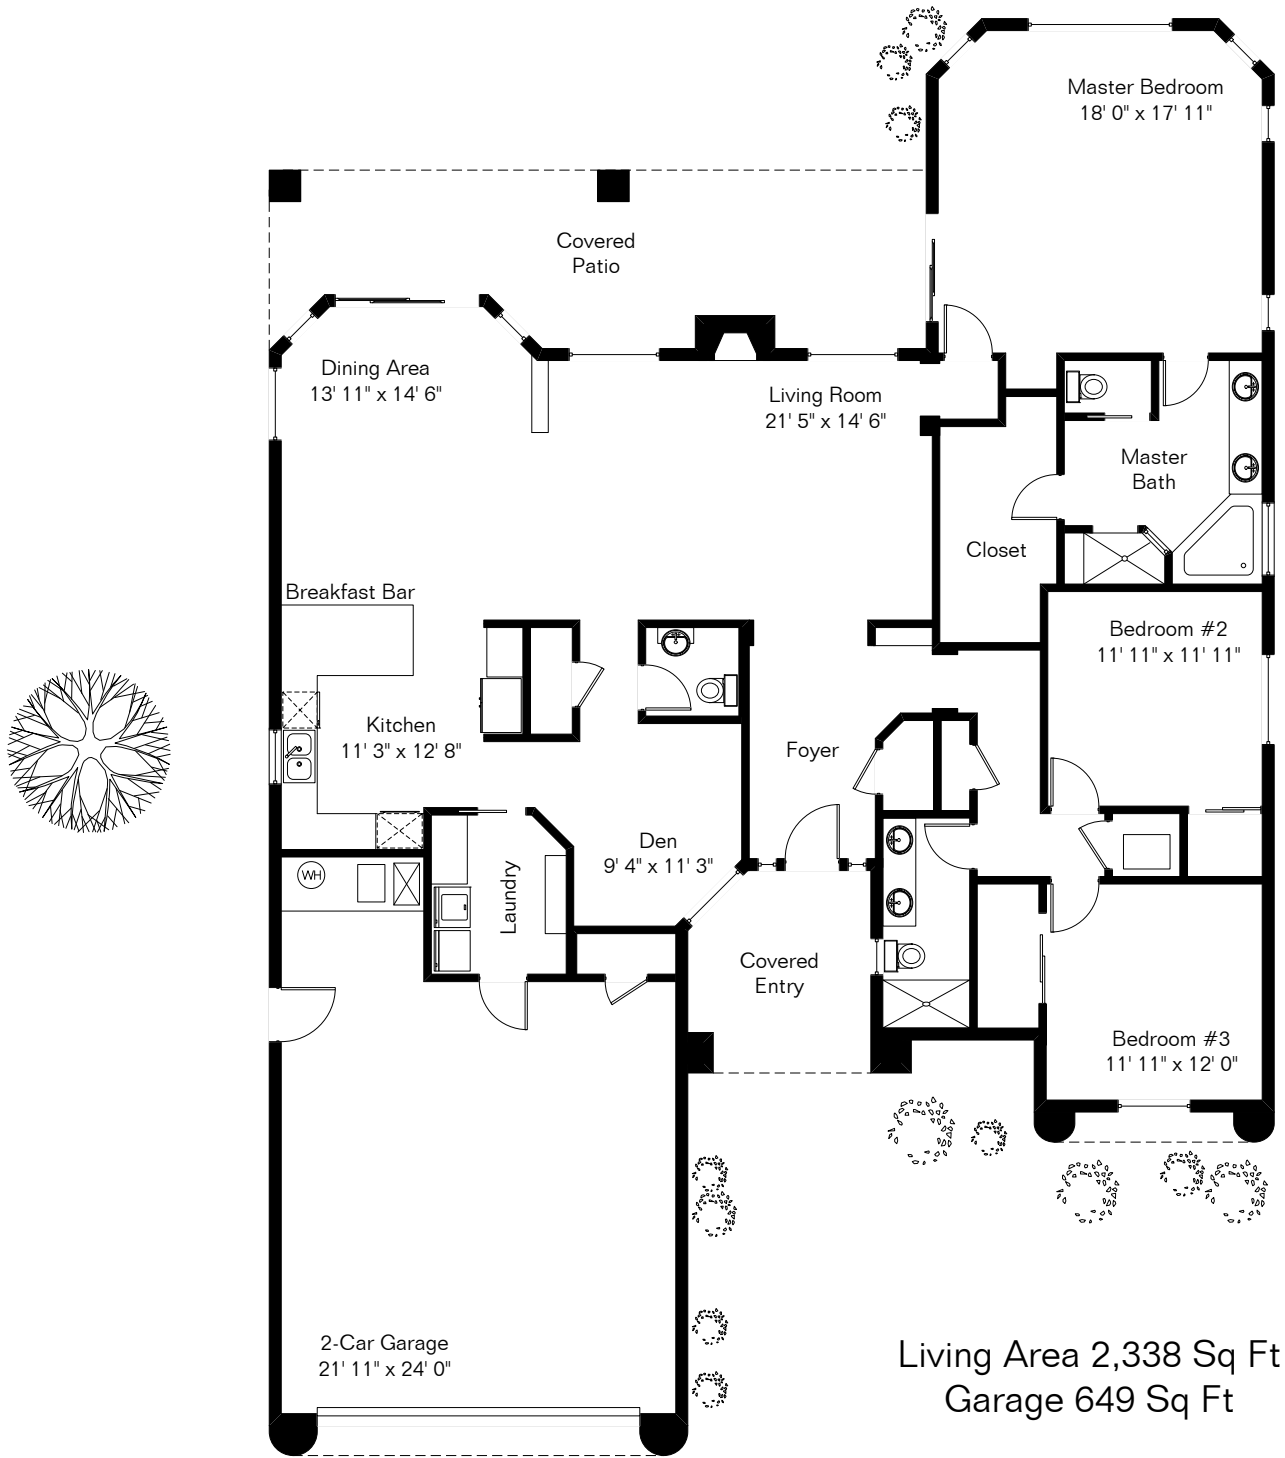 Master Bedroom
18' 0" x 17' 11"
Covered
Patio
Dining Area
13' 11" x 14' 6"
Living Room
21' 5" x 14' 6"
Master
Bath
Closet
Breakfast Bar
Bedroom #2
11' 11" x 11' 11"
Kitchen
11' 3" x 12' 8"
Foyer
Den
9' 4" x 11' 3"
WH
Laundry
Covered
Entry
Bedroom #3
11' 11" x 12' 0"
2-Car Garage
21' 11" x 24' 0"
Living Area 2,338 Sq Ft
Garage 649 Sq Ft